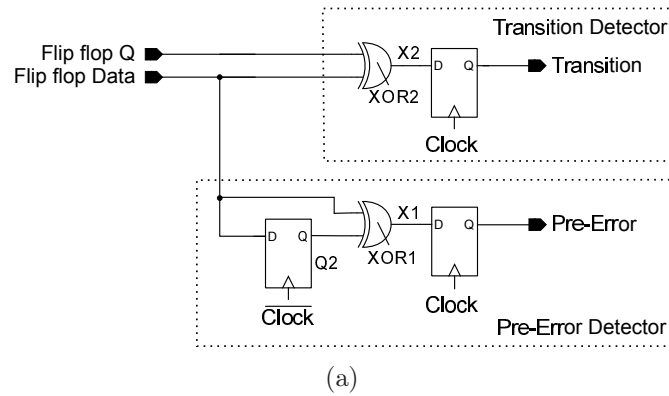 Transition Detector
Flip flop Q
Flip flop Data
X2
D
Q
Transition
XOR2
Clock
X1
D
Q
D
Q
Pre-Error
Q2
XOR1
Clock
Clock
Pre-Error Detector
(a)